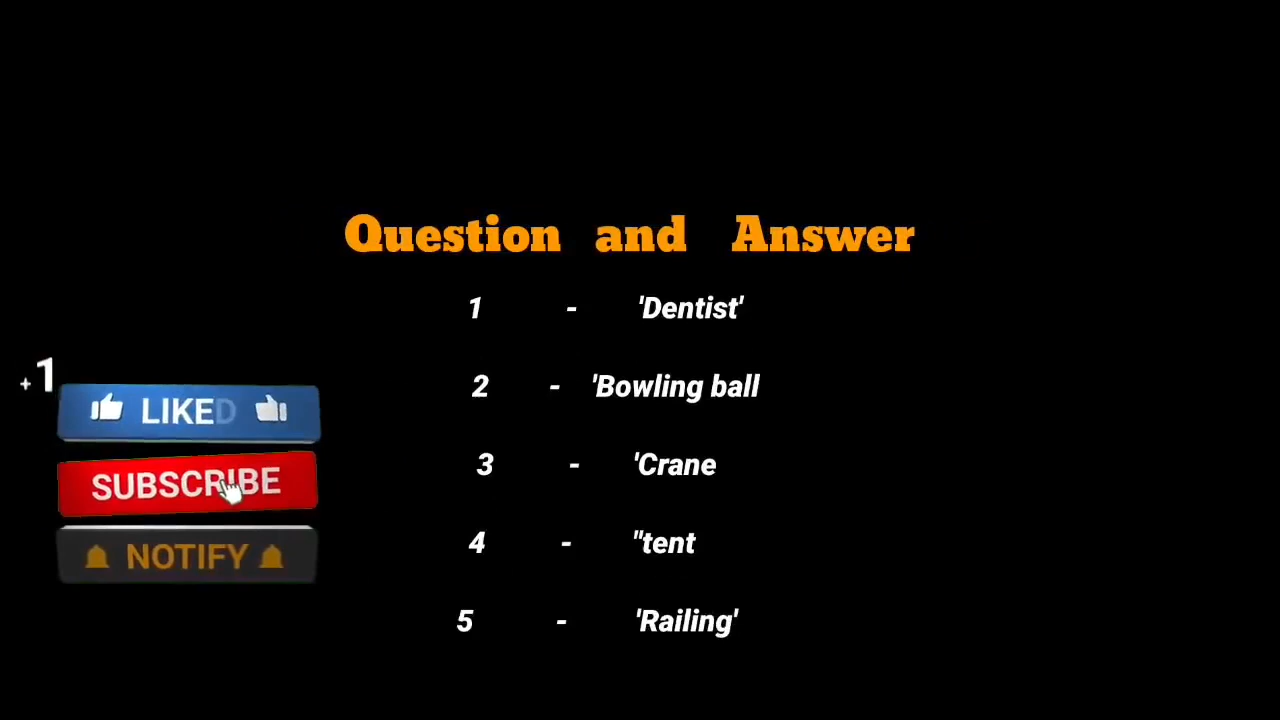 Question and Answer
1 - 'Dentist'
2 - 'Bowling ball
3 - 'Crane
4 - "tent
5 - 'Railing'
+1
LIKED
SUBSCRIBE
NOTIFY